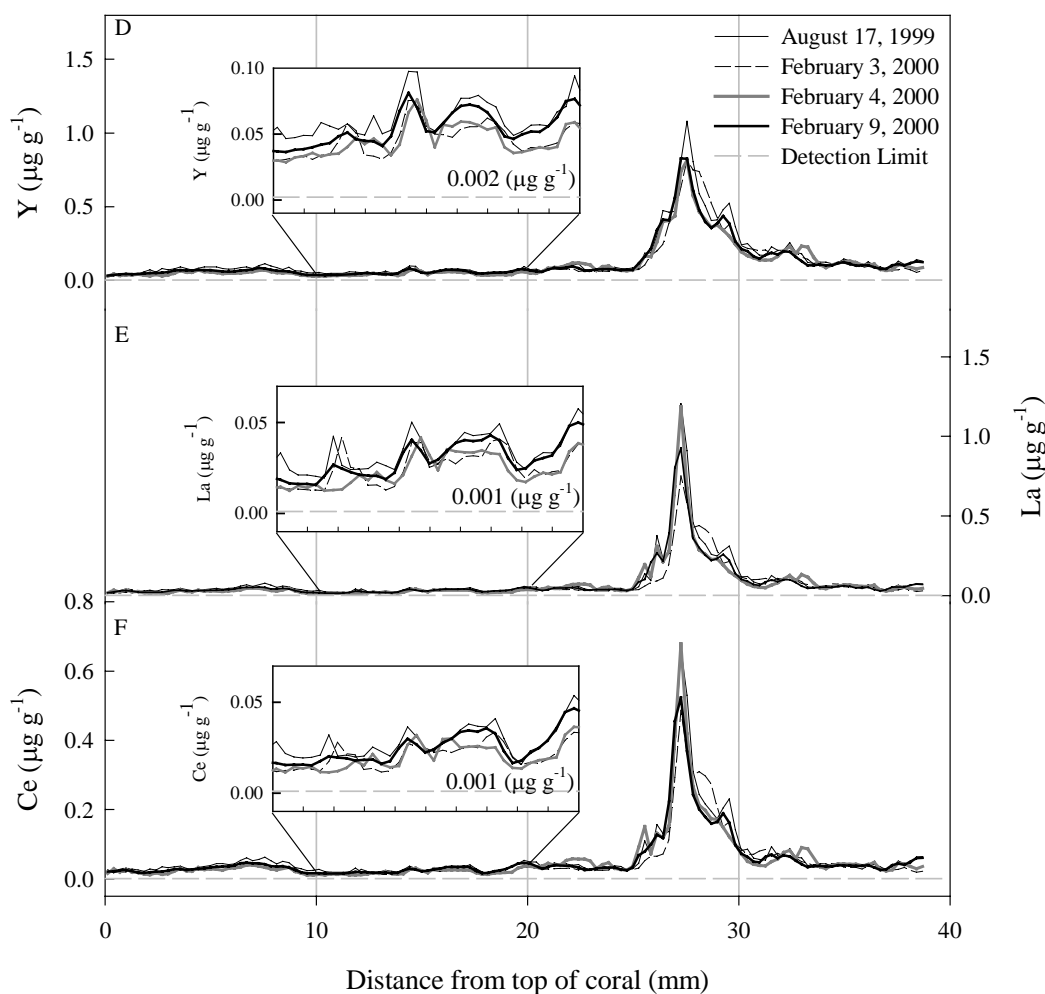 D
August 17, 1999
February 3, 2000
February 4, 2000
February 9, 2000
Detection Limit
Y (μg g-1)
1.5
1.0
0.5
0.0
Y (μg g-1)
0.10
0.05
0.00
0.002 (μg g-1)
E
La (μg g-1)
1.5
1.0
0.5
0.0
La (μg g-1)
0.05
0.00
0.001 (μg g-1)
F
Ce (μg g-1)
0.8
0.6
0.4
0.2
0.0
Ce (μg g-1)
0.05
0.00
0.001 (μg g-1)
0 10 20 30 40
Distance from top of coral (mm)